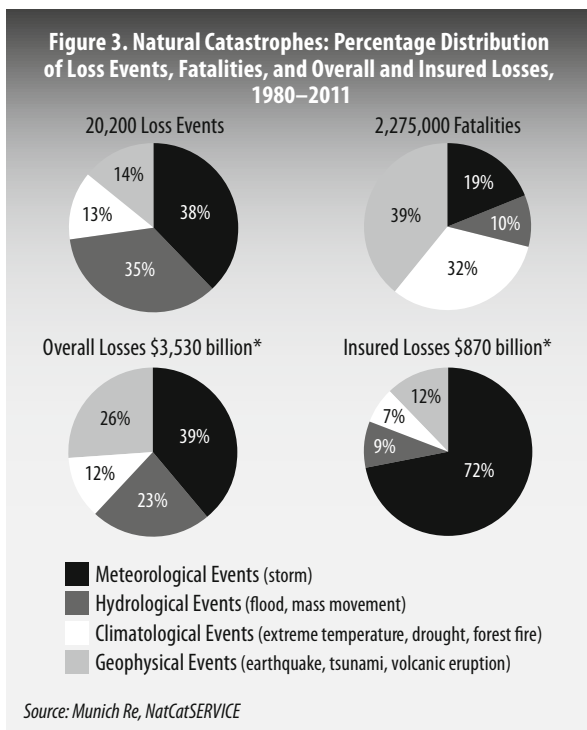 Figure 3. Natural Catastrophes: Percentage Distribution
of Loss Events, Fatalities, and Overall and Insured Losses,
1980–2011
20,200 Loss Events
14%
13%
38%
35%
2,275,000 Fatalities
19%
39%
10%
32%
Overall Losses $3,530 billion*
26%
39%
12%
23%
Insured Losses $870 billion*
12%
7%
9%
72%
Meteorological Events (storm)
Hydrological Events (flood, mass movement)
Climatological Events (extreme temperature, drought, forest fire)
Geophysical Events (earthquake, tsunami, volcanic eruption)
Source: Munich Re, NatCatSERVICE